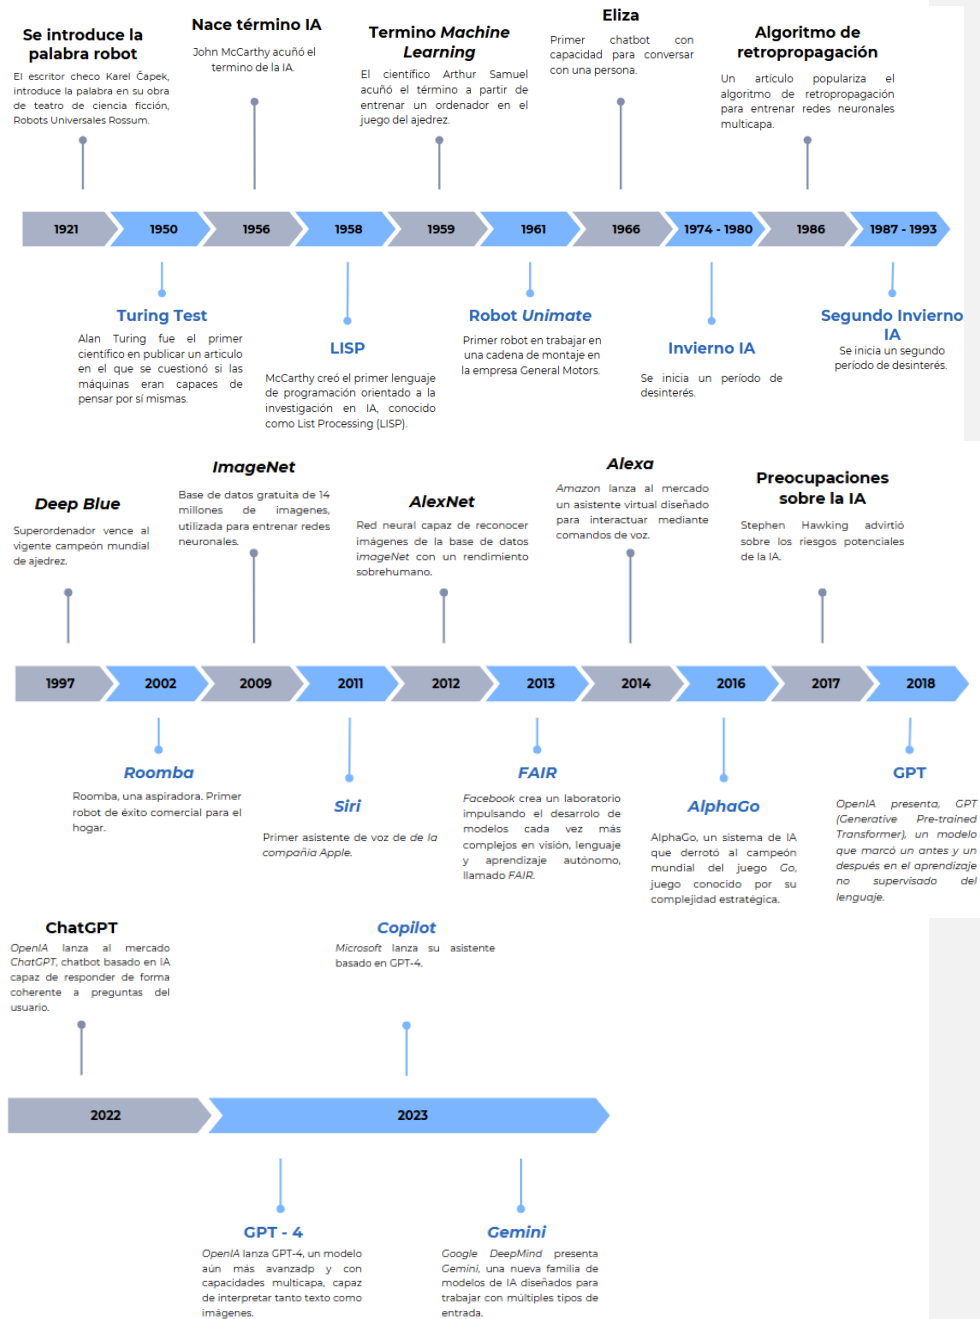 Se introduce la
palabra robot
El escritor checo Karel Čapek,
introduce la palabra en su obra
de teatro de ciencia ficción,
Robots Universales Rossum.
Nace término IA
John McCarthy acuñó el
termino de la IA.
Termino Machine
Learning
El científico Arthur Samuel
acuñó el término a partir de
entrenar un ordenador en el
juego del ajedrez.
Eliza
Primer chatbot con
capacidad para conversar
con una persona.
Algoritmo de
retropropagación
Un artículo populariza el
algoritmo de retropropagación
para entrenar redes neuronales
multicapa.
1921
1950
1956
1958
1959
1961
1966
1974 - 1980
1986
1987 - 1993
Turing Test
Alan Turing fue el primer
científico en publicar un articulo
en el que se cuestionó si las
máquinas eran capaces de
pensar por sí mismas.
LISP
McCarthy creó el primer lenguaje
de programación orientado a la
investigación en IA, conocido
como List Processing (LISP).
Robot Unimate
Primer robot en trabajar en
una cadena de montaje en
la empresa General Motors.
Invierno IA
Se inicia un período de
desinterés.
Segundo Invierno
IA
Se inicia un segundo
período de desinterés.
Deep Blue
Superordenador vence al
vigente campeón mundial
de ajedrez.
ImageNet
Base de datos gratuita de 14
millones de imagenes,
utilizada para entrenar redes
neuronales.
AlexNet
Red neural capaz de reconocer
imágenes de la base de datos
imageNet con un rendimiento
sobrehumano.
Alexa
Amazon lanza al mercado
un asistente virtual diseñado
para interactuar mediante
comandos de voz.
Preocupaciones
sobre la IA
Stephen Hawking advirtió
sobre los riesgos potenciales
de la IA.
1997
2002
2009
2011
2012
2013
2014
2016
2017
2018
Roomba
Roomba, una aspiradora. Primer
robot de éxito comercial para el
hogar.
Siri
Primer asistente de voz de de la
compañia Apple.
FAIR
Facebook crea un laboratorio
impulsando el desarrolo de
modelos cada vez más
complejos en visión, lenguaje
y aprendizaje autónomo,
llamado FAIR.
AlphaGo
AlphaGo, un sistema de IA
que derrotó al campeón
mundial del juego Go,
juego conocido por su
complejidad estratégica.
GPT
OpenIA presenta, GPT
(Generative Pre-trained
Transformer), un modelo
que marcó un antes y un
después en el aprendizaje
no supervisado del
lenguaje.
ChatGPT
OpenIA lanza al mercado
ChatGPT, chatbot basado en IA
capaz de responder de forma
coherente a preguntas del
usuario.
Copilot
Microsoft lanza su asistente
basado en GPT-4.
2022
2023
GPT - 4
OpenIA lanza GPT-4, un modelo
aún más avanzadp y con
capacidades multicapa, capaz
de interpretar tanto texto como
imágenes.
Gemini
Google DeepMind presenta
Gemini, una nueva familia de
modelos de IA diseñados para
trabajar con múltiples tipos de
entrada.